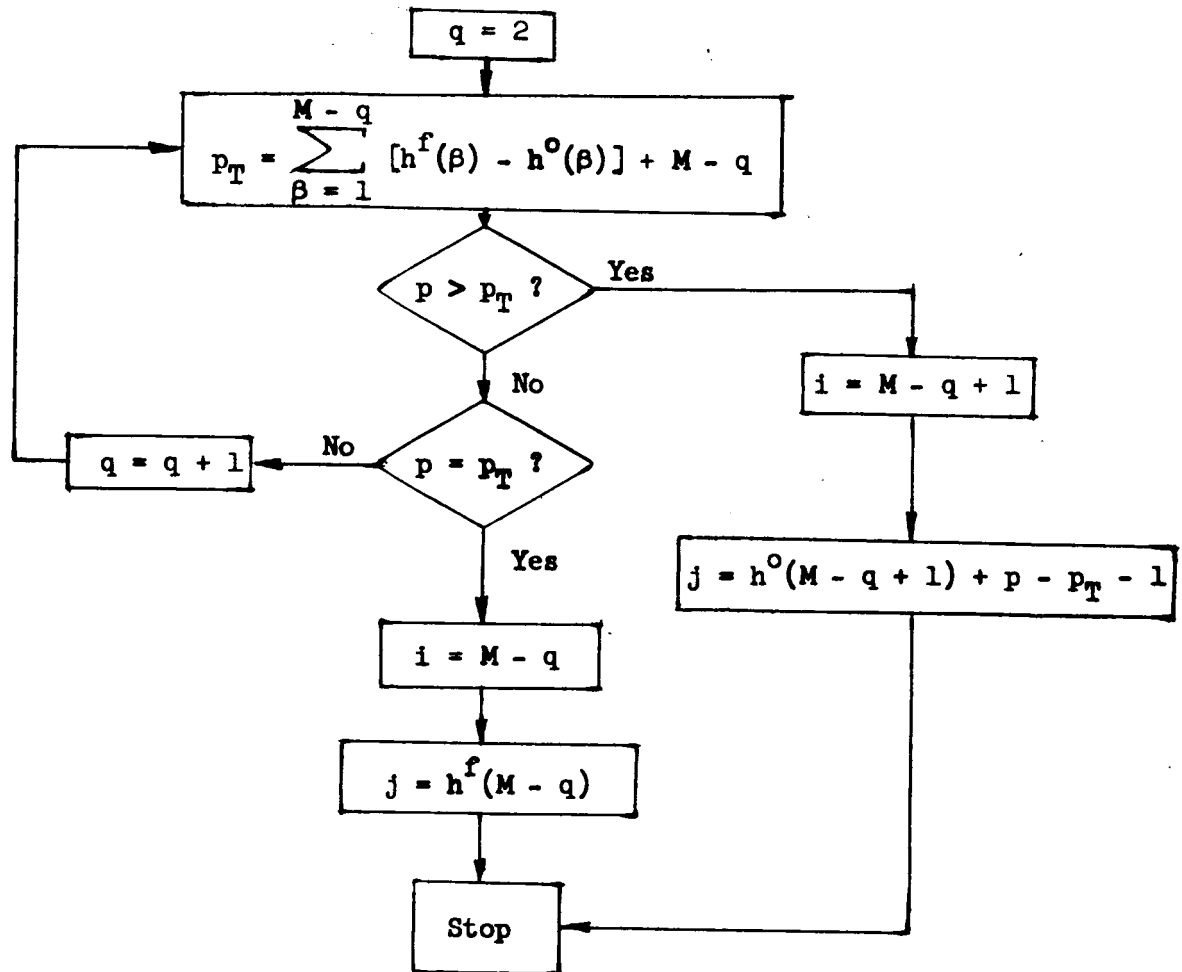 q = 2
M - q
p_T = ∑ [h^f(β) - h^o(β)] + M - q
β = 1
p > p_T ?
Yes
No
i = M - q + 1
p = p_T ?
No
q = q + 1
Yes
j = h^o(M - q + 1) + p - p_T - 1
i = M - q
j = h^f(M - q)
Stop